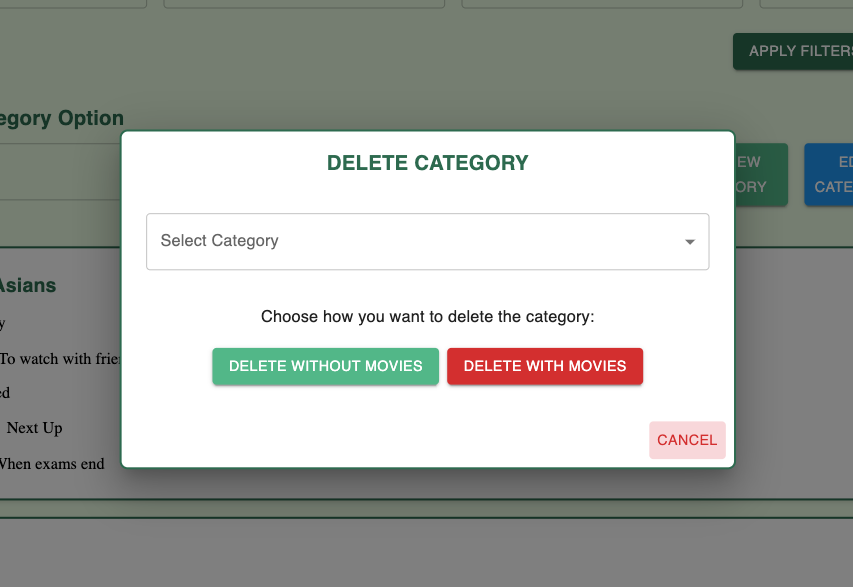 APPLY FILTERS
egory Option
DELETE CATEGORY
EW
ORY
ED
CATE
Select Category
Asians
y
Choose how you want to delete the category:
To watch with frie
DELETE WITHOUT MOVIES
DELETE WITH MOVIES
ed
Next Up
CANCEL
When exams end